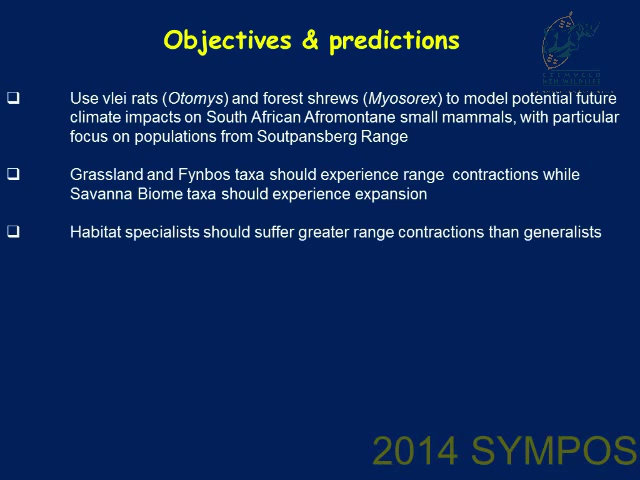 Objectives & predictions
Use vlei rats (Otomys) and forest shrews (Myosorex) to model potential future
climate impacts on South African Afromontane small mammals, with particular
focus on populations from Soutpansberg Range
Grassland and Fynbos taxa should experience range contractions while
Savanna Biome taxa should experience expansion
Habitat specialists should suffer greater range contractions than generalists
2014 SYMPOS